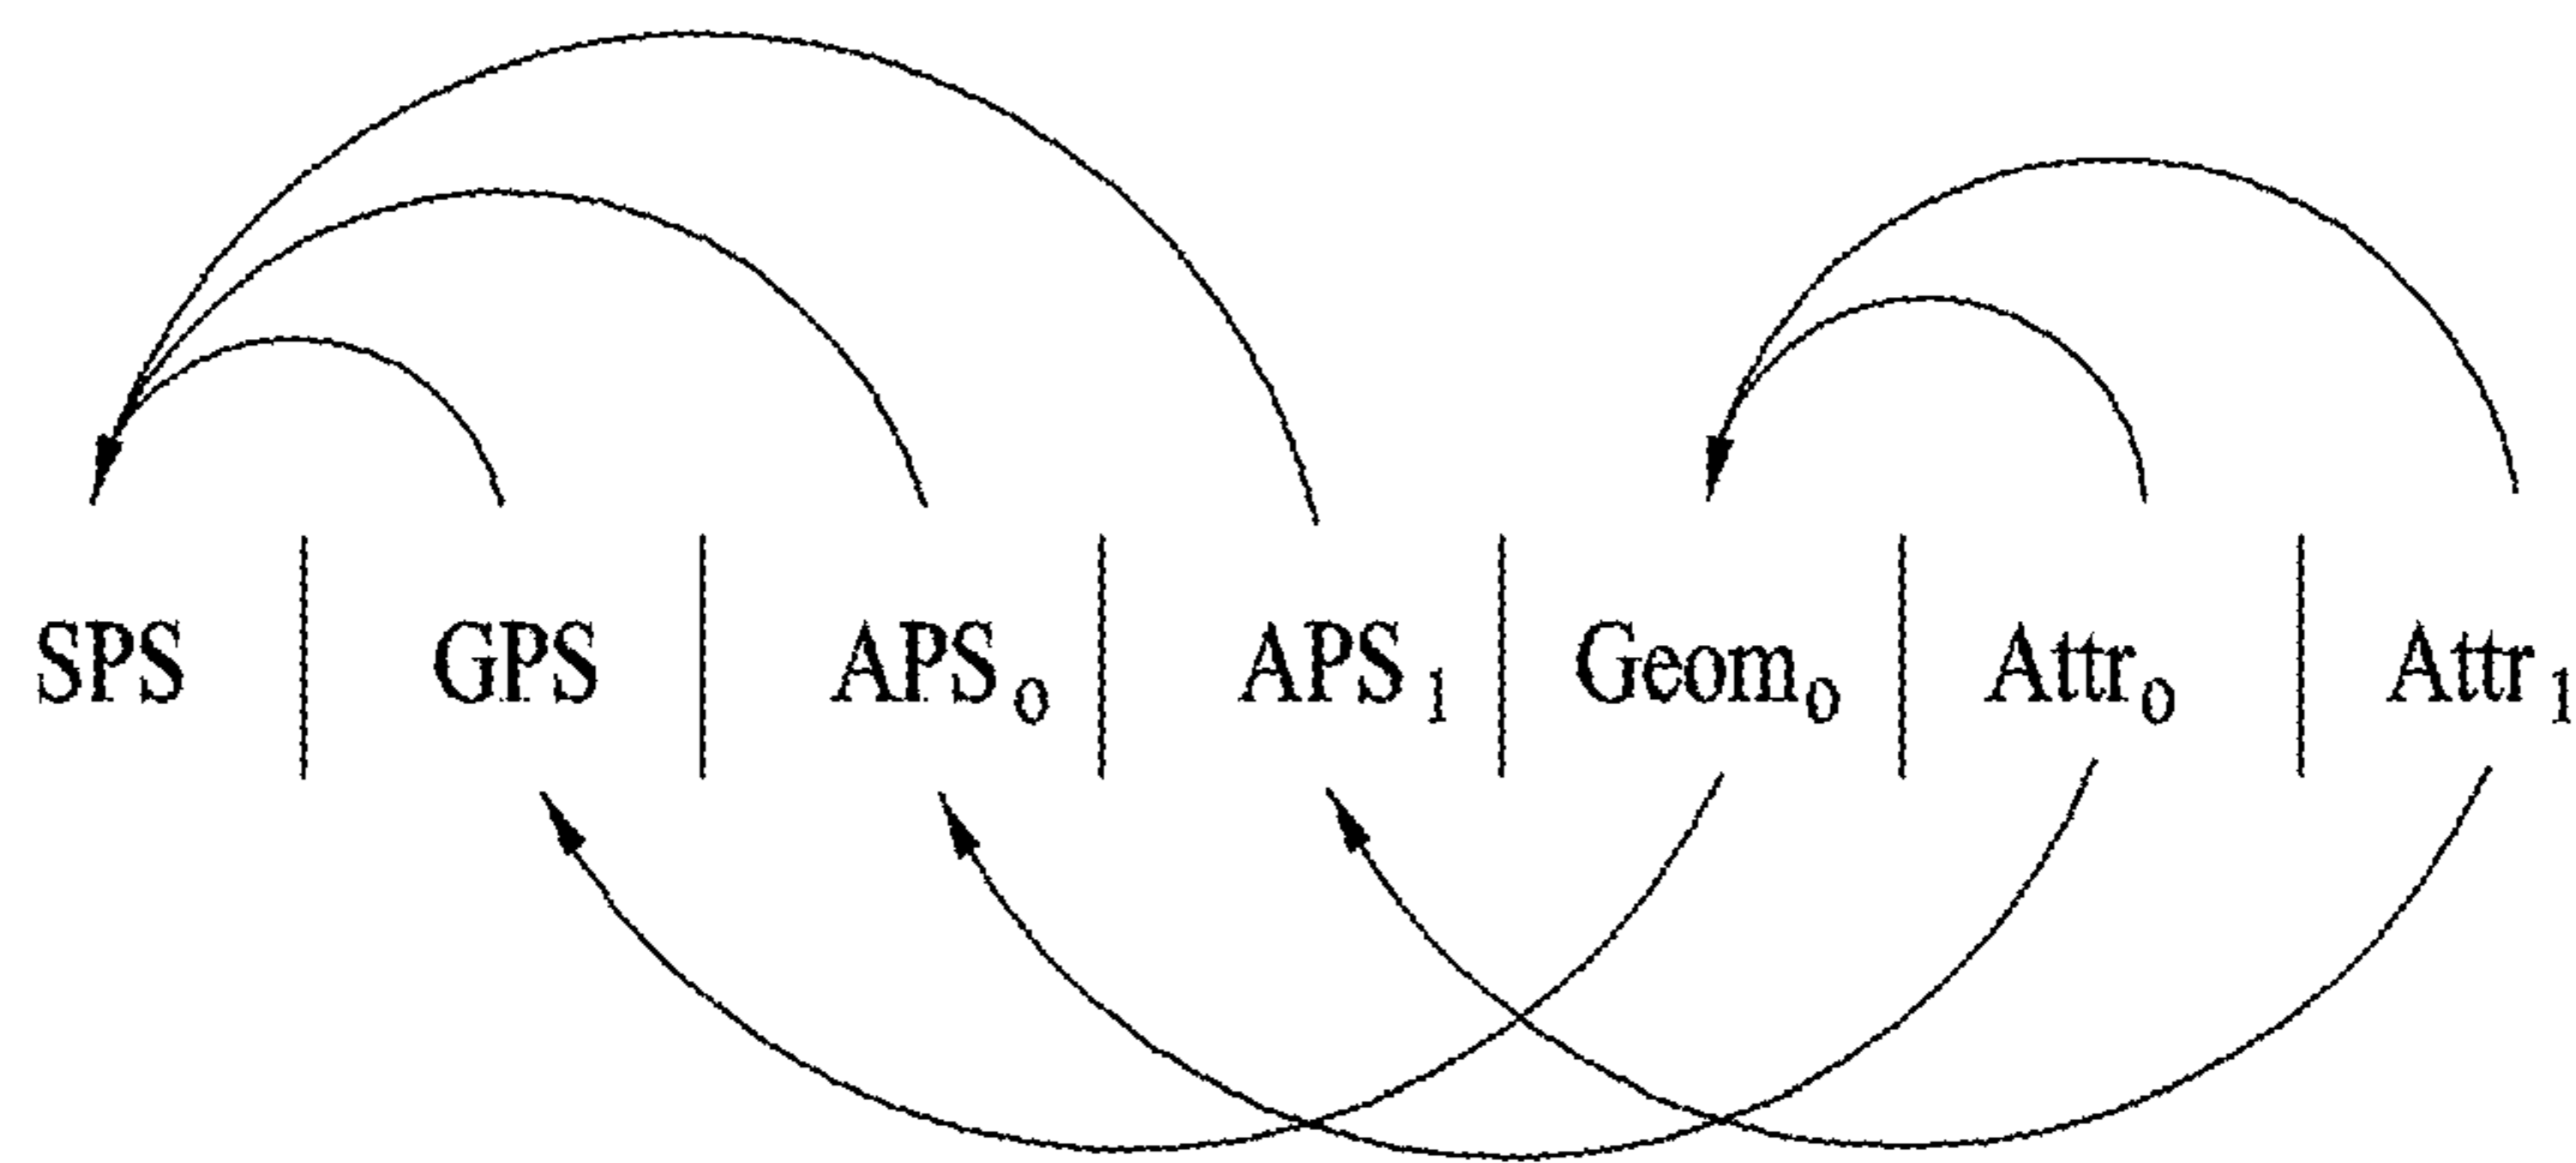 SPS | GPS | APS₀ | APS₁ | Geom₀ | Attr₀ | Attr₁